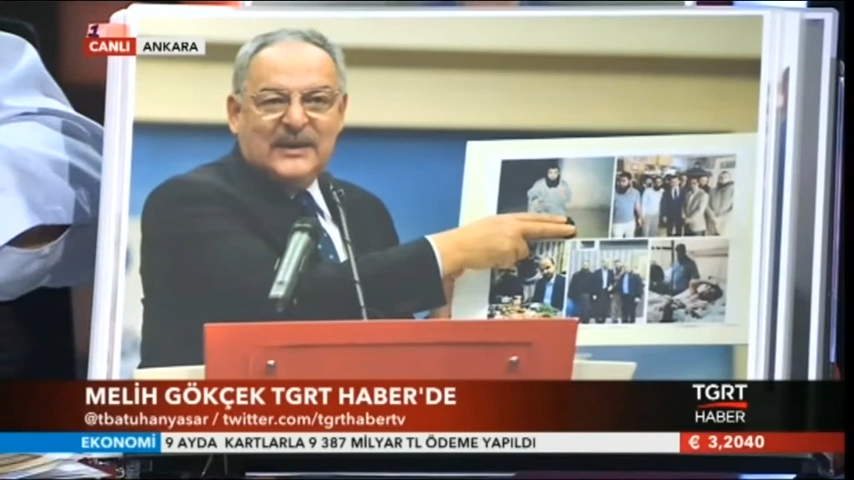 1
CANLI ANKARA
MELİH GÖKÇEK TGRT HABER'DE
@tbatuhanyasar / twitter.com/tgrthabertv
TGRT
HABER
EKONOMİ 9 AYDA KARTLARLA 9 387 MİLYAR TL ÖDEME YAPILDI € 3,2040